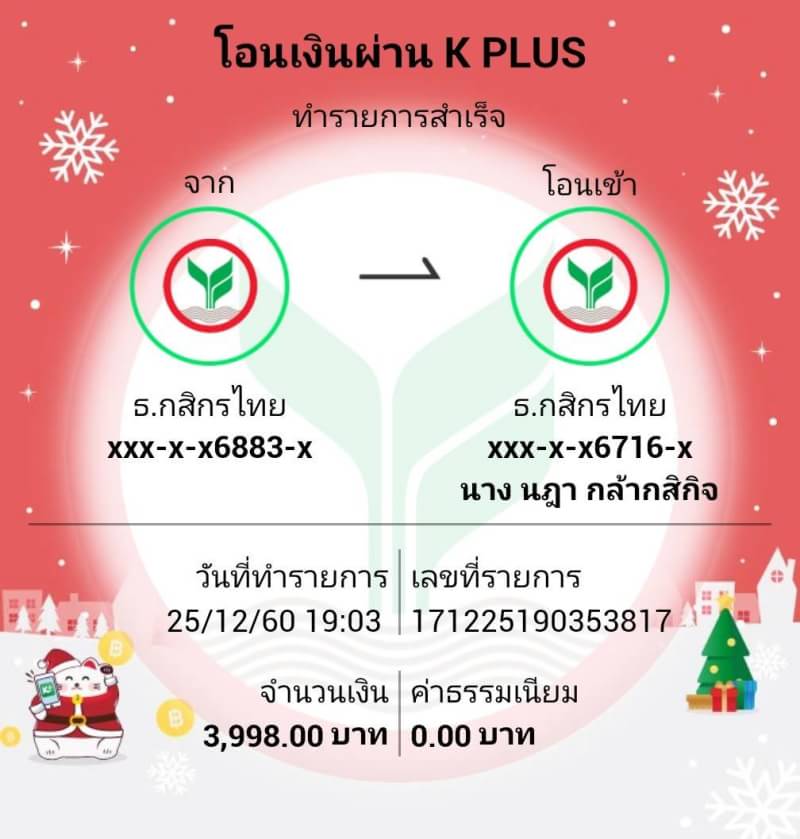 โอนเงินผ่าน K PLUS
ทำรายการสำเร็จ
จาก
โอนเข้า
ธ.กสิกรไทย
xxx-x-x6883-x
ธ.กสิกรไทย
xxx-x-x6716-x
นาง นฎา กล้ากสิกิจ
วันที่ทำรายการ
25/12/60 19:03
เลขที่รายการ
171225190353817
จำนวนเงิน
3,998.00 บาท
ค่าธรรมเนียม
0.00 บาท